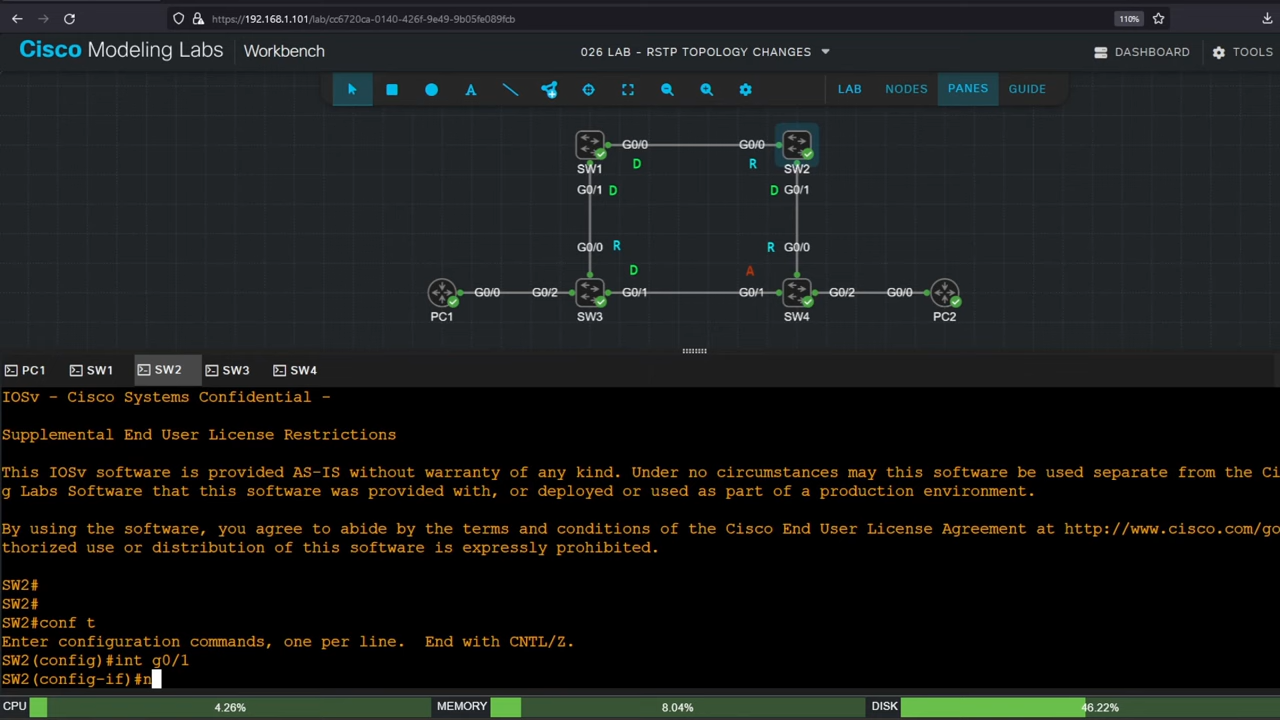 https://192.168.1.101/lab/cc6720ca-0140-426f-9e49-9b05fe089fcb 110%
Cisco Modeling Labs Workbench 026 LAB - RSTP TOPOLOGY CHANGES DASHBOARD TOOLS
A LAB NODES PANES GUIDE
G0/0 G0/0
D R
SW1 SW2
G0/1 D D G0/1
G0/0 R R G0/0
D A
G0/0 G0/2 G0/1 G0/1 G0/2 G0/0
PC1 SW3 SW4 PC2
PC1 SW1 SW2 SW3 SW4
IOSv - Cisco Systems Confidential -
Supplemental End User License Restrictions
This IOSv software is provided AS-IS without warranty of any kind. Under no circumstances may this software be used separate from the Ci
g Labs Software that this software was provided with, or deployed or used as part of a production environment.
By using the software, you agree to abide by the terms and conditions of the Cisco End User License Agreement at http://www.cisco.com/go
thorized use or distribution of this software is expressly prohibited.
SW2#
SW2#
SW2#conf t
Enter configuration commands, one per line.  End with CNTL/Z.
SW2(config)#int g0/1
SW2(config-if)#n
CPU 4.26% MEMORY 8.04% DISK 46.22%